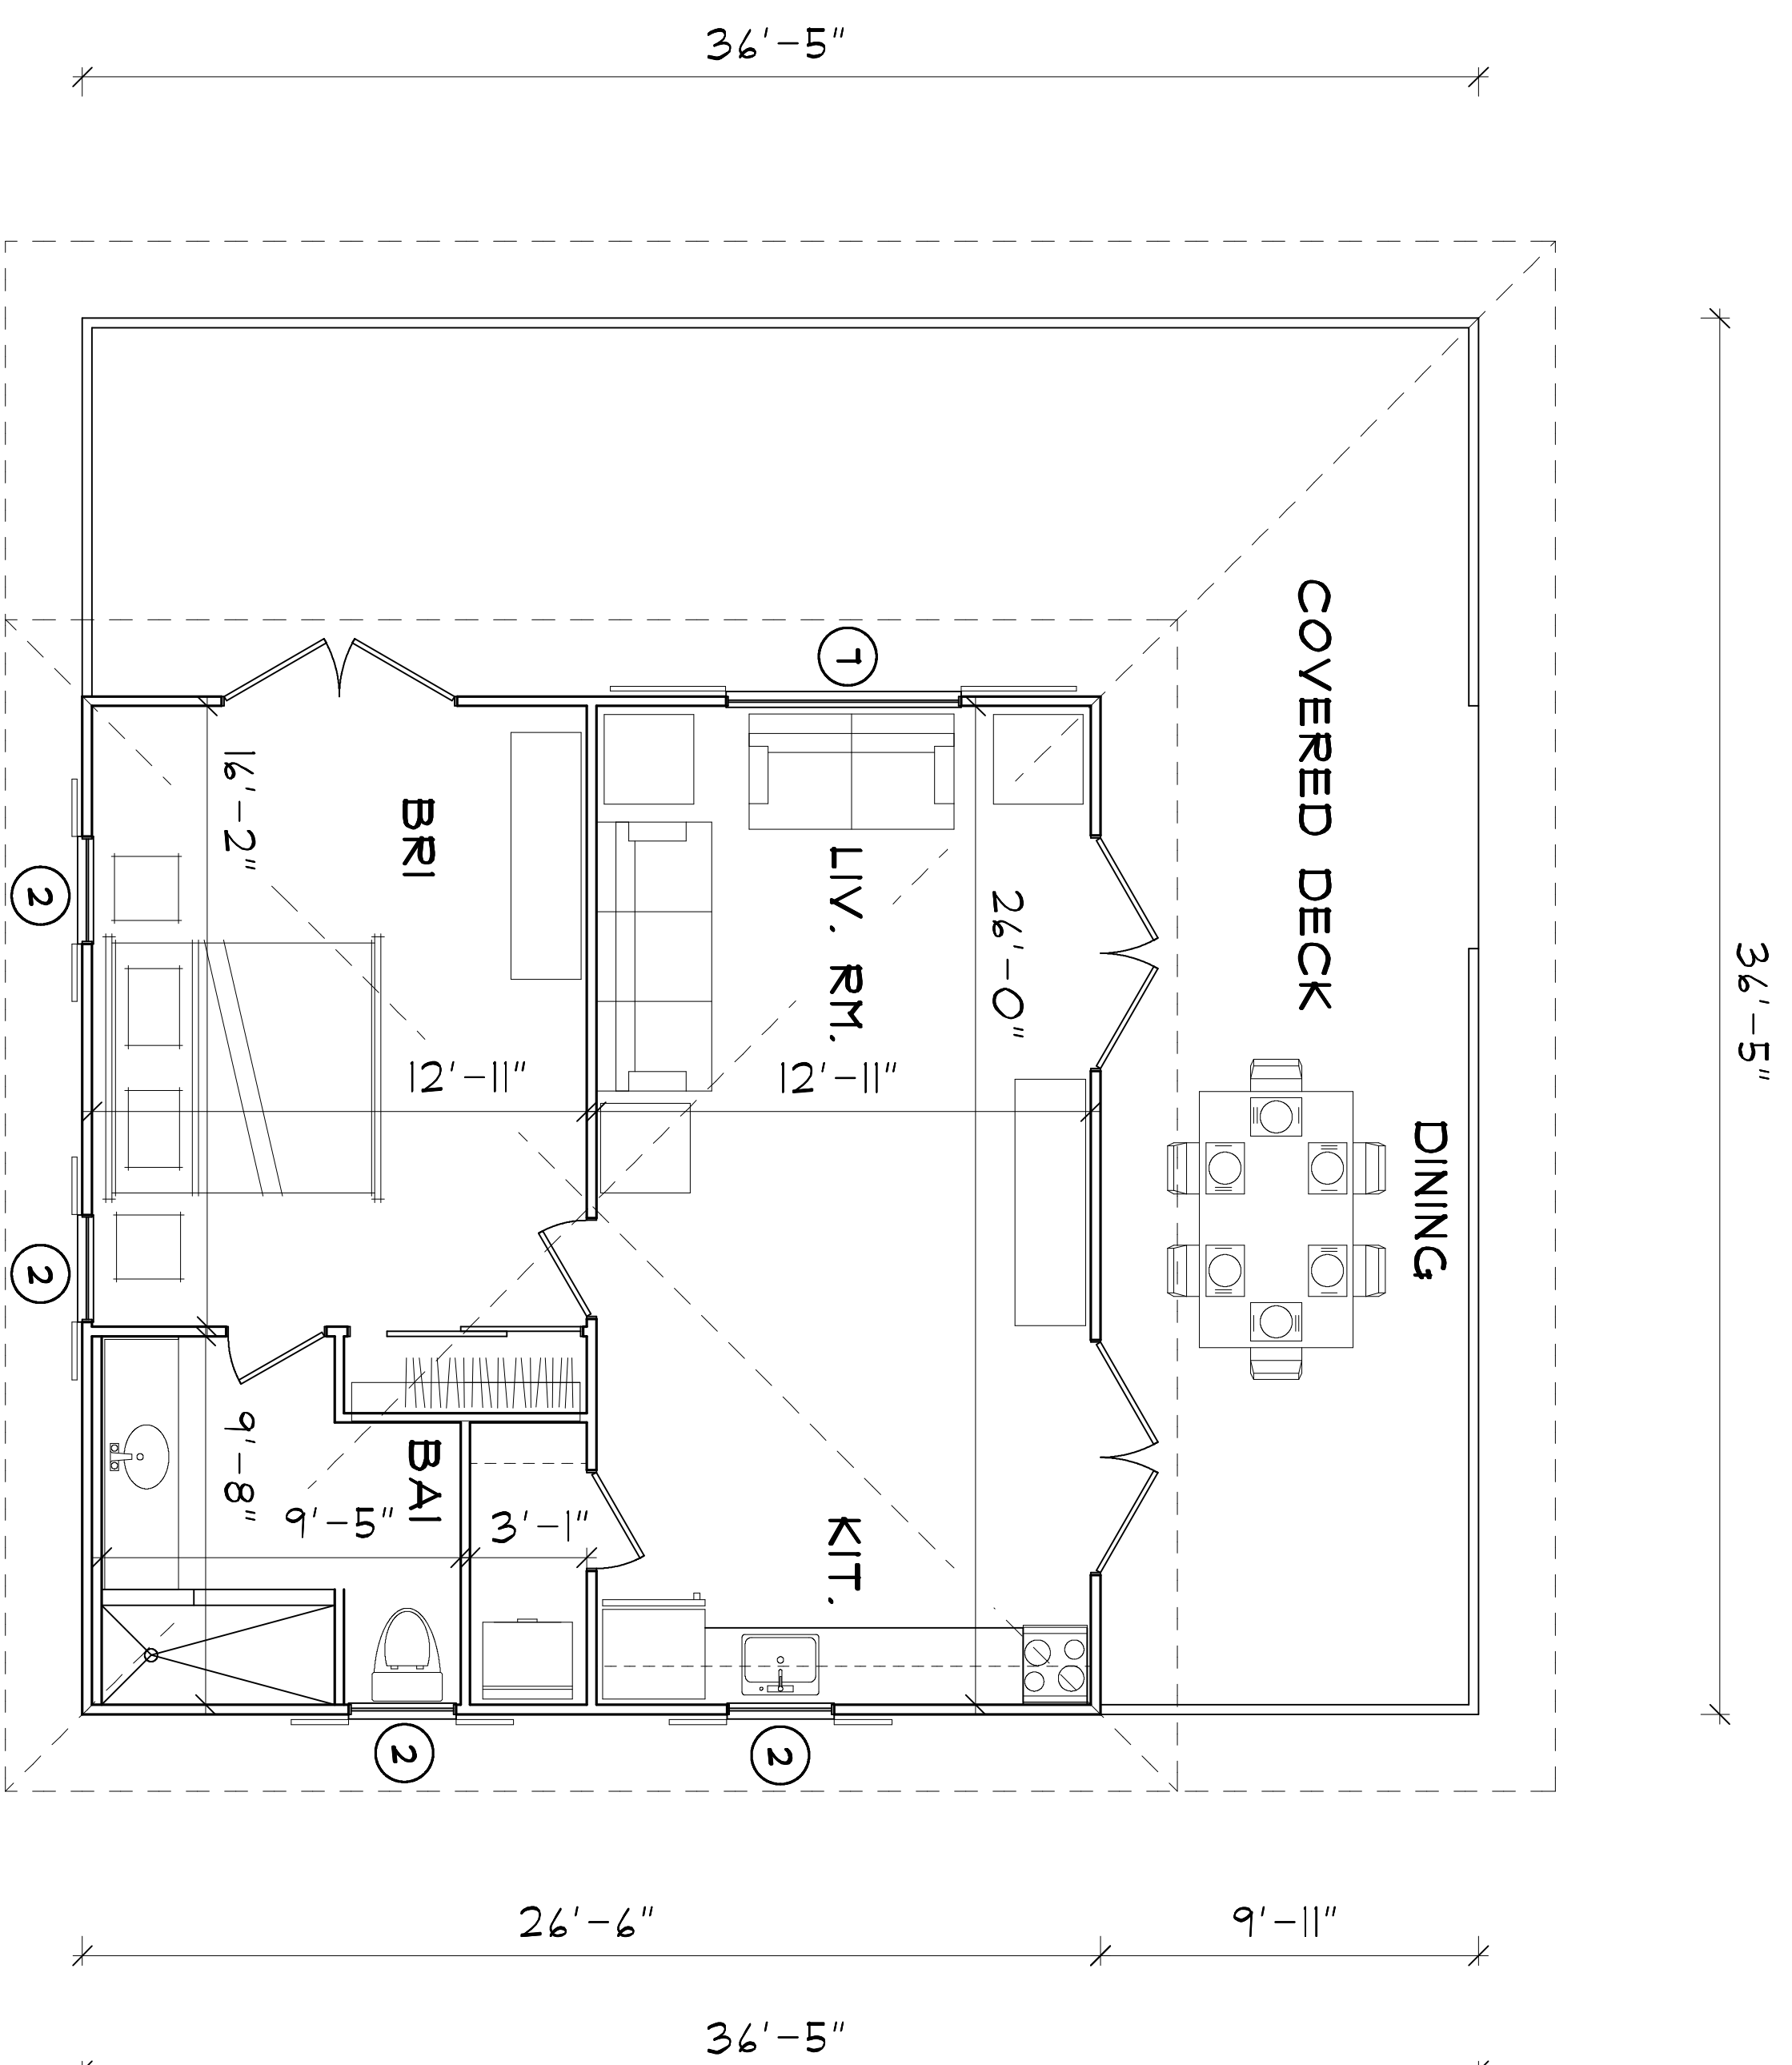 36'-5"
36'-5"
1
COVERED DECK
16'-2"
BR1
LIV. RM.
26'-0"
2
12'-11"
12'-11"
DINING
2
9'-8"
BA1
9'-5"
3'-1"
KIT.
2
2
26'-6"
9'-11"
36'-5"